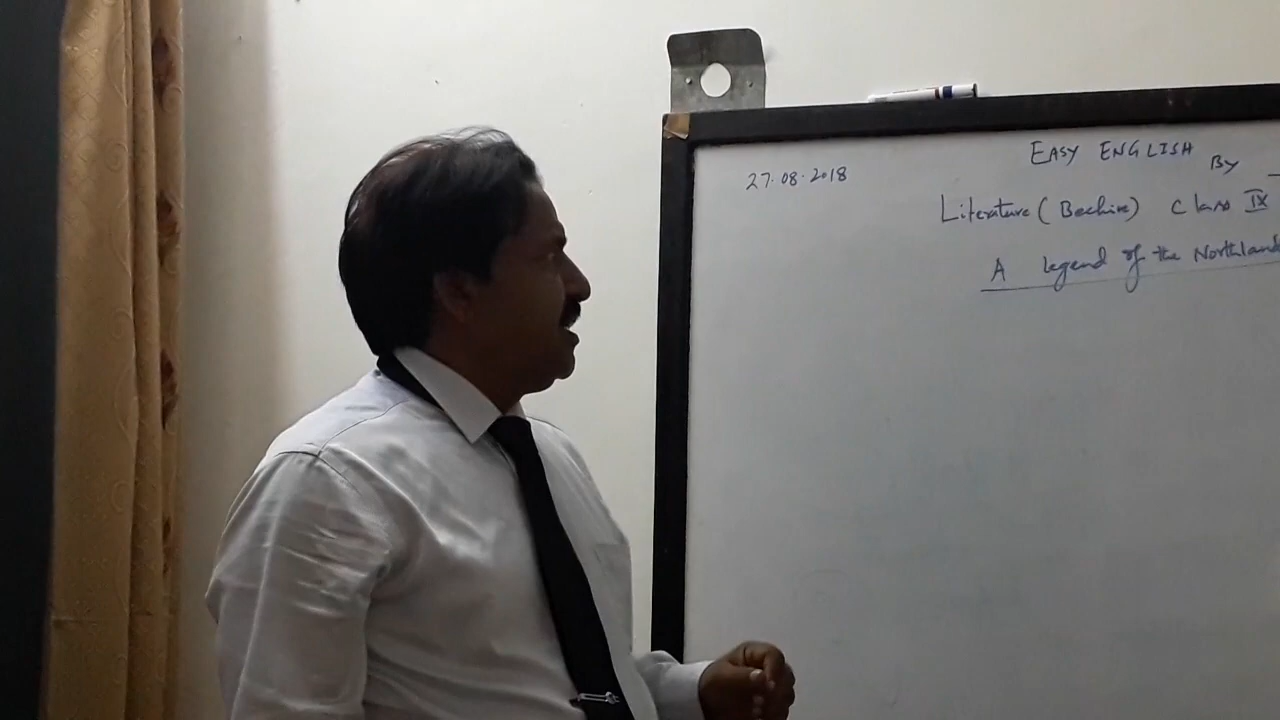 27.08.2018
EASY ENGLISH By
Literature (Beehive) Class IX
A legend of the Northland